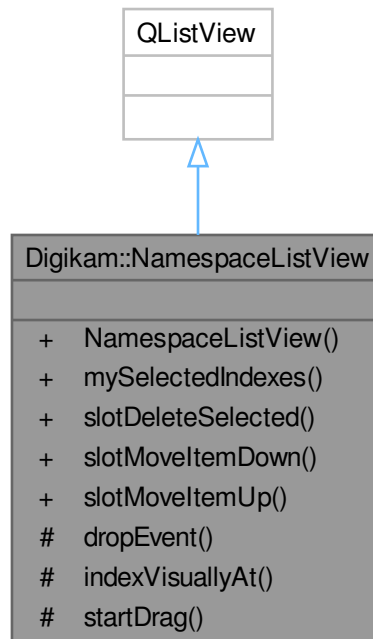 QListView
Digikam::NamespaceListView
+ NamespaceListView()
+ mySelectedIndexes()
+ slotDeleteSelected()
+ slotMoveItemDown()
+ slotMoveItemUp()
# dropEvent()
# indexVisuallyAt()
# startDrag()